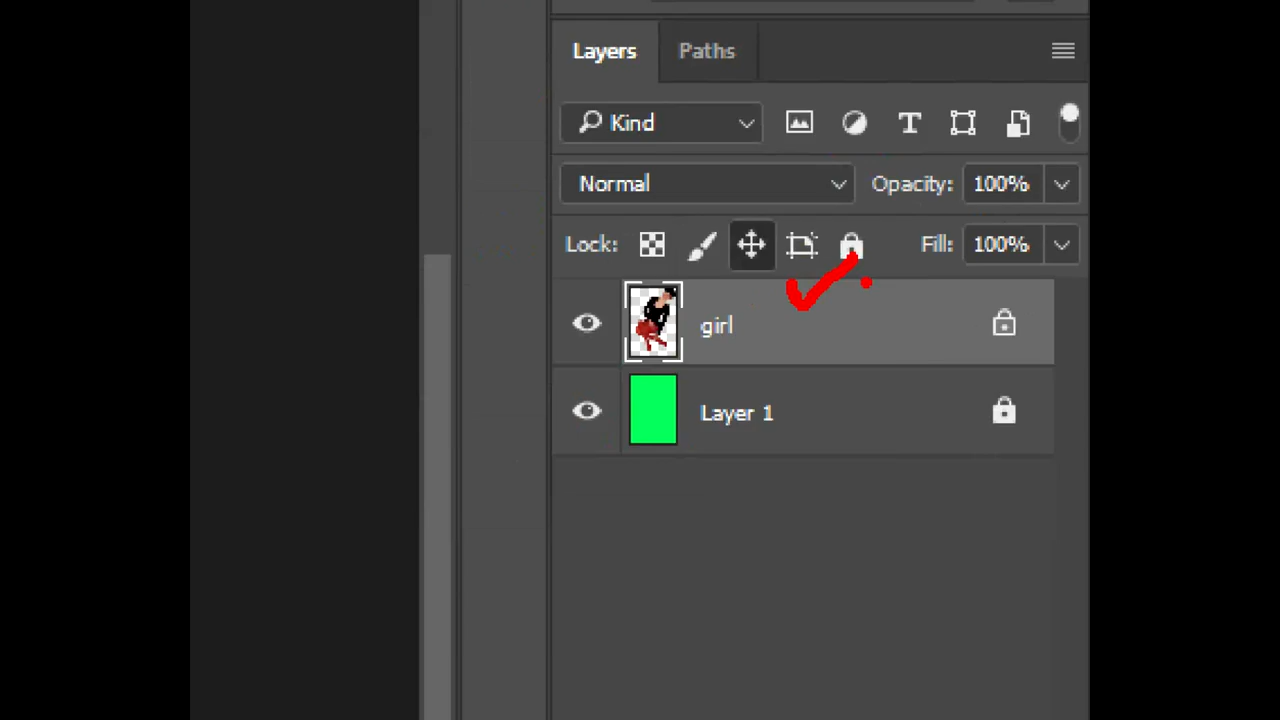 Layers Paths
Kind
Normal Opacity: 100%
Lock: Fill: 100%
girl
Layer 1